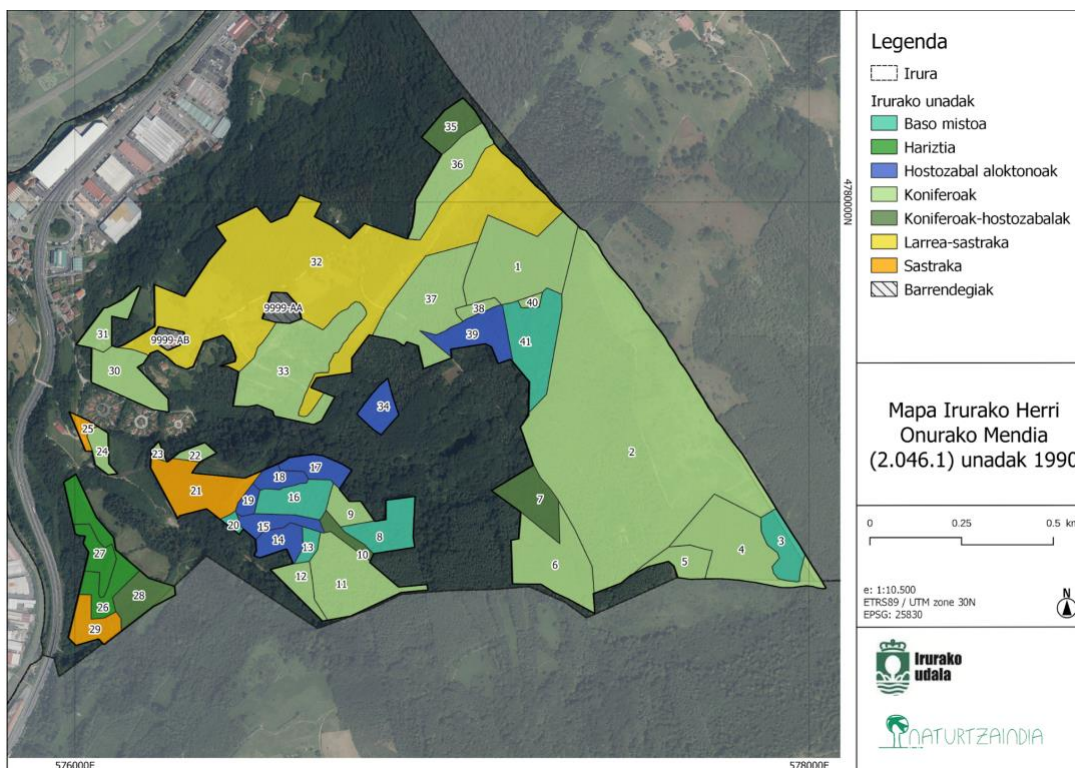 Legenda
Irura
Irurako unadak
Baso mistoa
Hariztia
Hostozabal aloktonoak
Koniferoak
Koniferoak-hostozabalak
Larrea-sastraka
Sastraka
Barrendegiak
Mapa Irurako Herri
Onurako Mendia
(2.046.1) unadak 1990
0 0.25 0.5 km
e: 1:10.500
ETRS89 / UTM zone 30N
EPSG: 25830
N
Irurako
udala
NATURTZAINDIA
4780000N
576000E
578000E
35
36
32
1
37
9999-AA
38
40
39
41
31
9999-AB
30
33
34
25
24
23
22
21
17
18
19
16
20
15
14
13
9
8
10
12
11
2
7
6
5
4
3
27
26
28
29